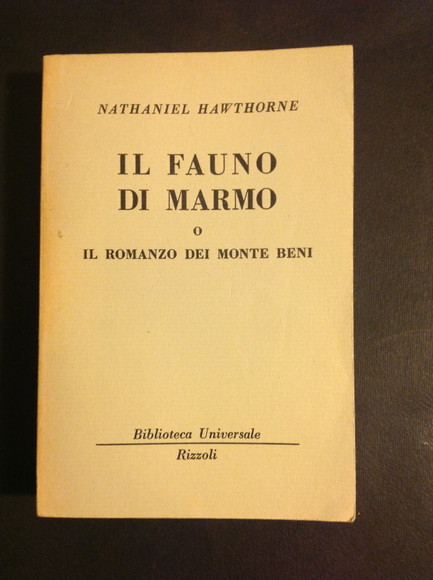 NATHANIEL HAWTHORNE
IL FAUNO
DI MARMO
O
IL ROMANZO DEI MONTE BENI
Biblioteca Universale
Rizzoli